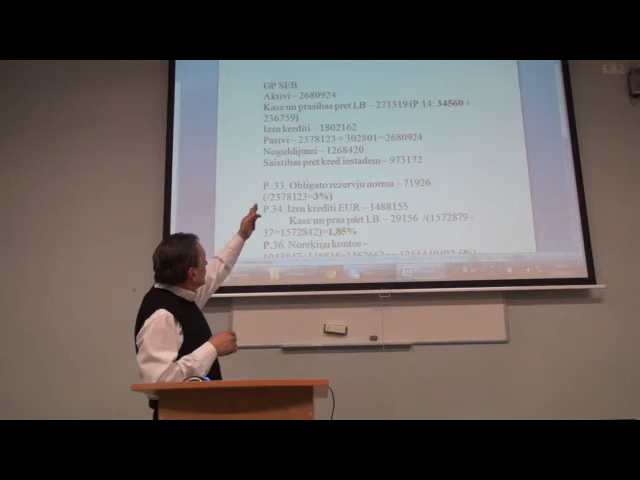 GP SEB
Aktīvi – 2680924
Kase un prasības pret LB – 271319 (P.14. 34560 +
236759)
Izsn kredīti – 1802162
Pasīvi – 2378123 + 302801=2680924
Noguldījumi – 1268420
Saistības pret kred iestādēm – 973172
P. 33. Obligāto rezervju norma – 71926
(/2378123=3%)
P.34. Izsn kredīti EUR – 1488155
Kase un pras pret LB – 29156 /(1572879 -
37=1572842)=1,85%
P.36. Norēķinu kontos –